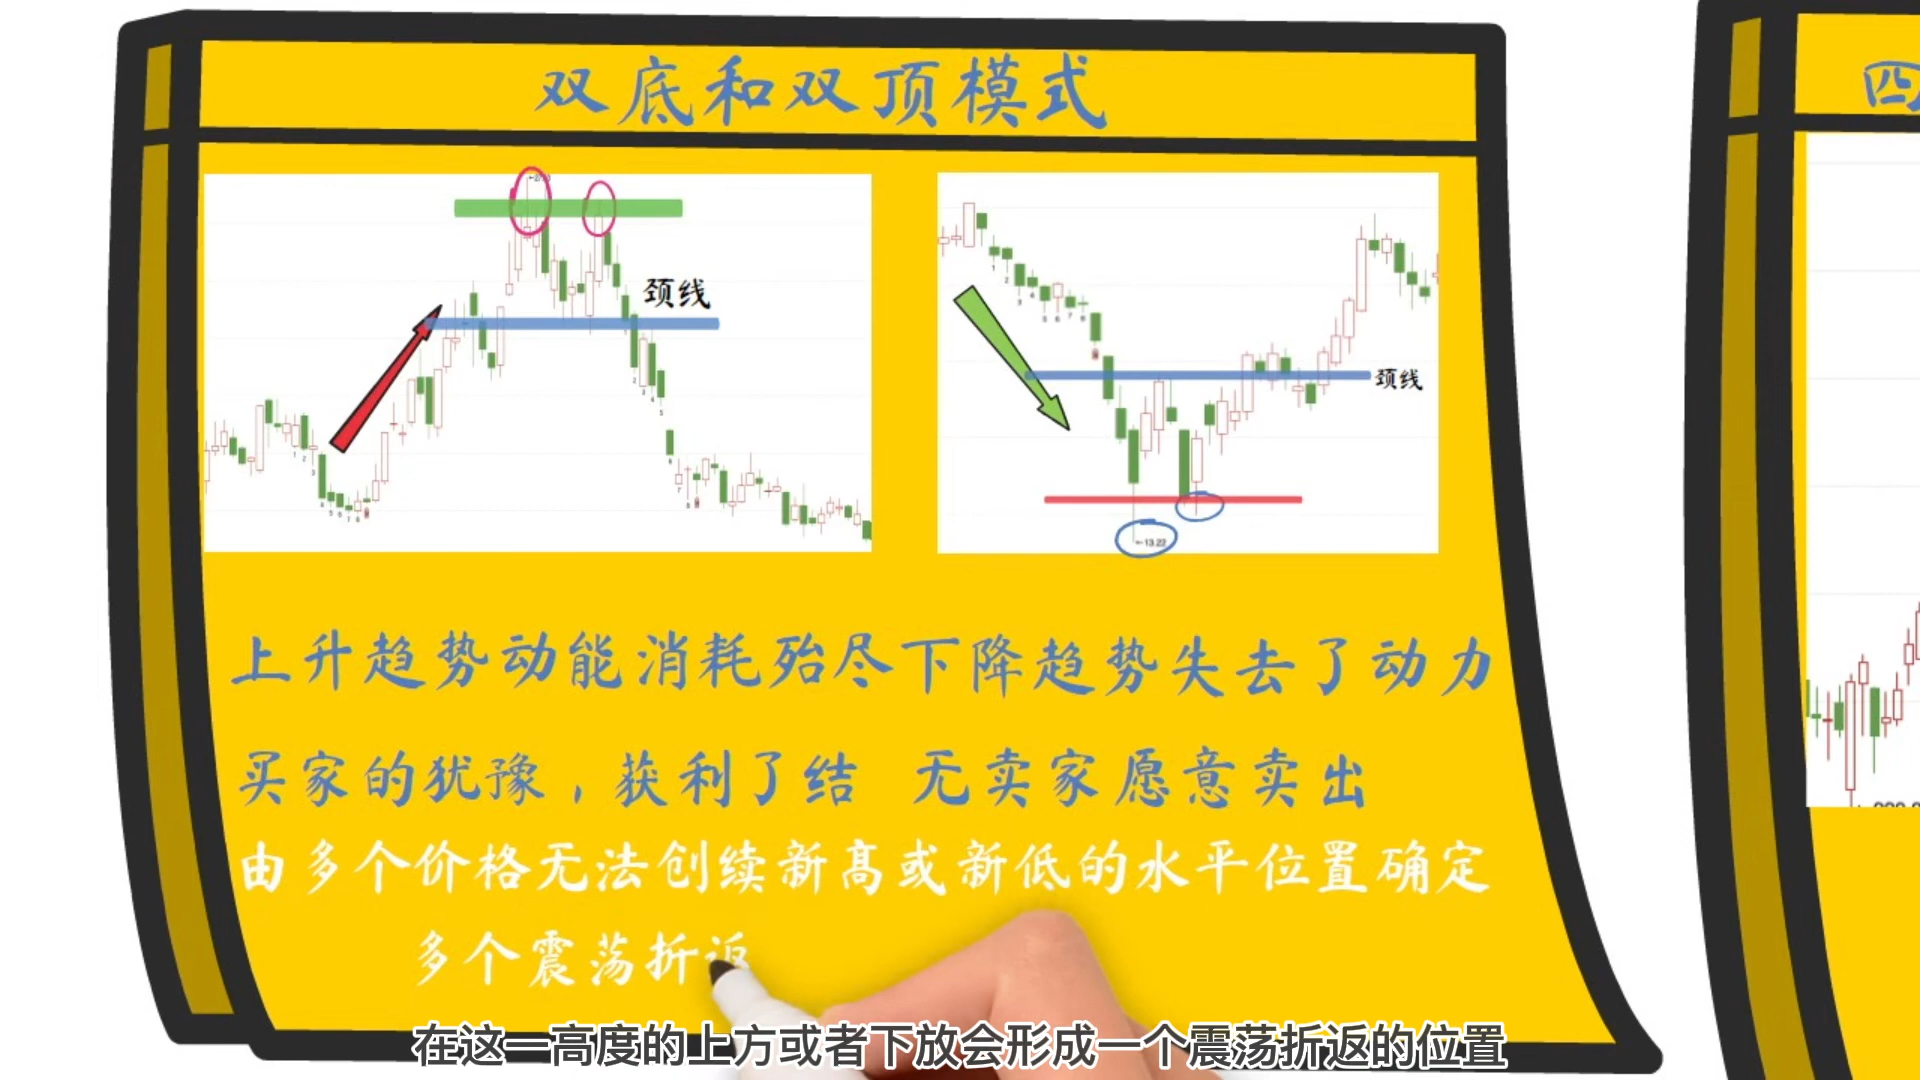 双底和双顶模式
四
颈线
颈线
←13.22
上升趋势动能消耗殆尽 下降趋势失去了动力
买家的犹豫，获利了结 无卖家愿意卖出
由多个价格无法创续新高或新低的水平位置确定
多个震荡折返
在这一高度的上方或者下放会形成一个震荡折返的位置